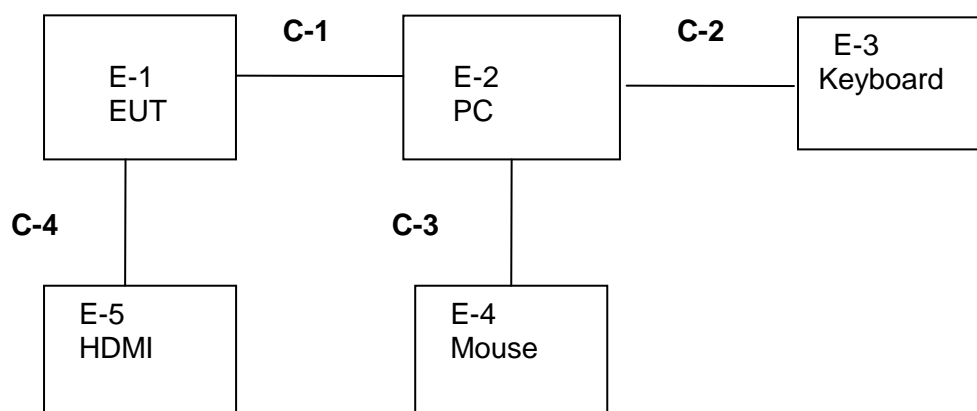 C-1
C-2
E-1
EUT
E-2
PC
E-3
Keyboard
C-4
C-3
E-5
HDMI
E-4
Mouse